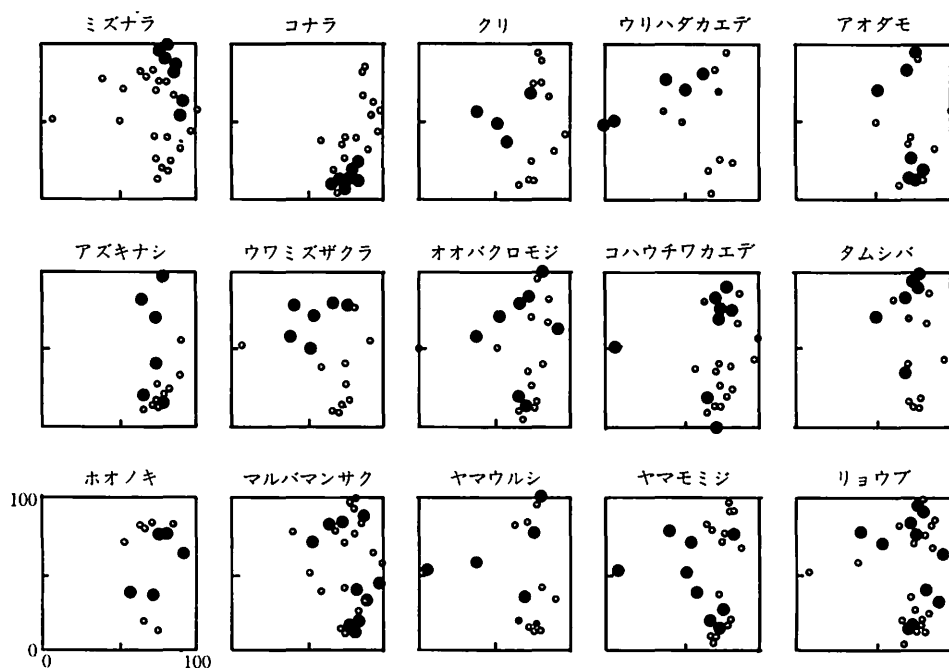 ミズナラ コナラ クリ ウリハダカエデ アオダモ
アズキナシ ウワミズザクラ オオバクロモジ コハウチワカエデ タムシバ
ホオノキ マルバマンサク ヤマウルシ ヤマモミジ リョウブ
100
0
0 100